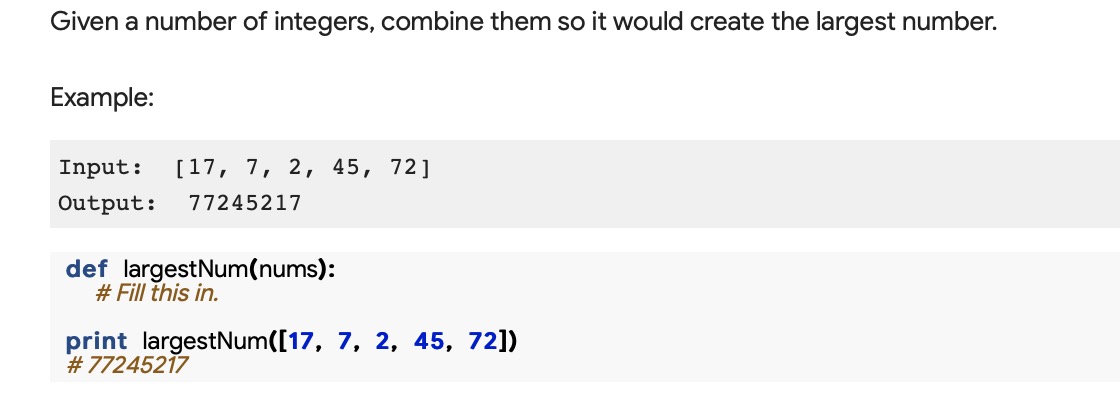 Given a number of integers, combine them so it would create the largest number.
Example:
Input:  [17, 7, 2, 45, 72]
Output:  77245217
def largestNum(nums):
# Fill this in.
print largestNum([17, 7, 2, 45, 72])
# 77245217